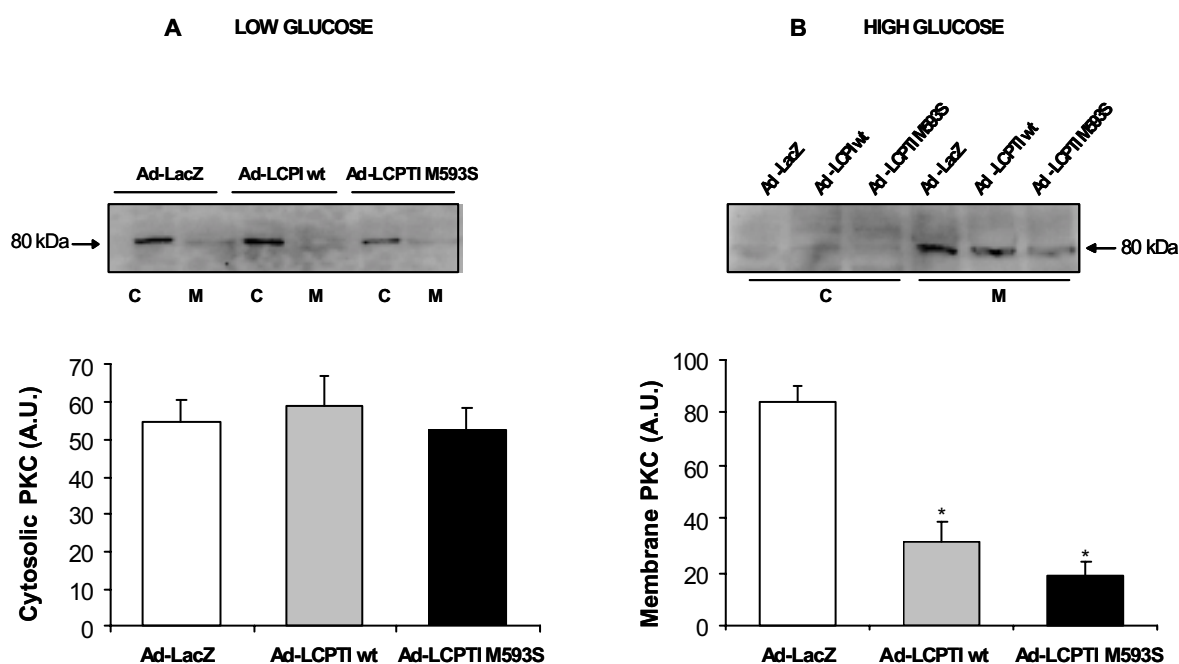 A LOW GLUCOSE
Ad-LacZ Ad-LCPI wt Ad-LCPTI M593S
80 kDa
C M C M C M
70
60
50
40
30
20
10
0
Cytosolic PKC (A.U.)
Ad-LacZ Ad-LCPTI wt Ad-LCPTI M593S
B HIGH GLUCOSE
Ad -LacZ Ad -LCPI wt Ad -LCPTI M593S Ad -LacZ Ad -LCPTI wt Ad -LCPTI M593S
80 kDa
C M
100
80
60
40
20
0
Membrane PKC (A.U.)
*
*
Ad-LacZ Ad-LCPTI wt Ad-LCPTI M593S